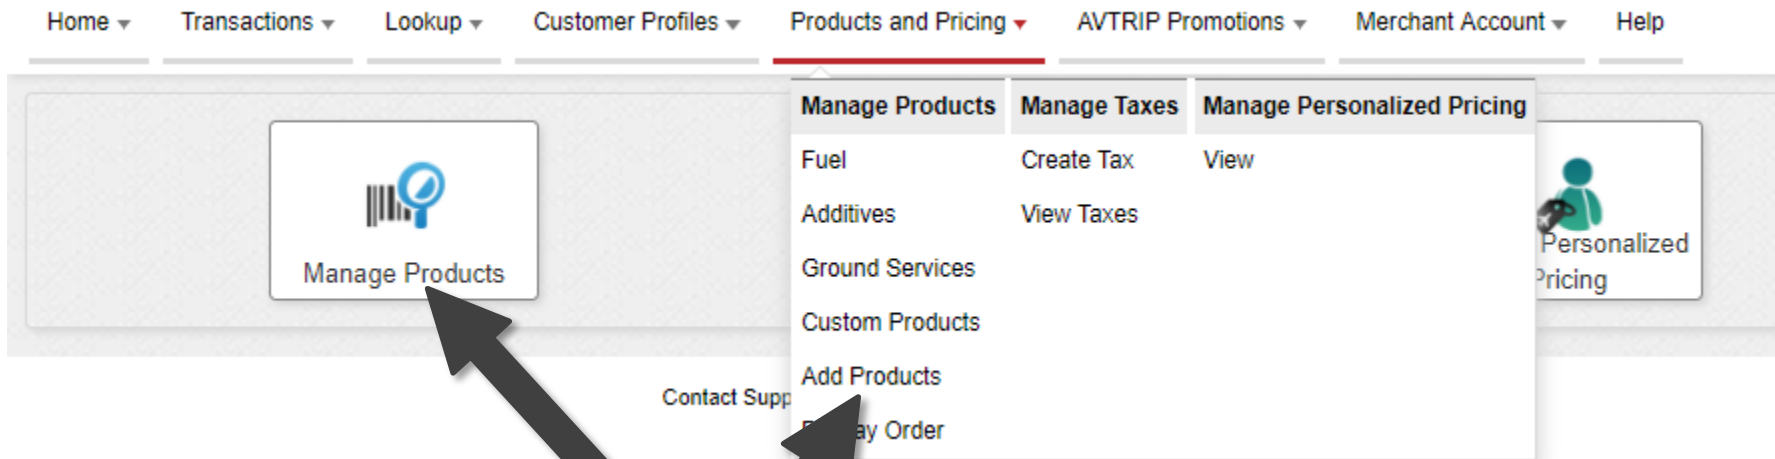 Home Transactions Lookup Customer Profiles Products and Pricing AVTRIP Promotions Merchant Account Help
Manage Products Manage Taxes Manage Personalized Pricing
Fuel Create Tax View
Additives View Taxes
Ground Services
Custom Products
Add Products
Order
Manage Products
Personalized
Pricing
Contact Supp